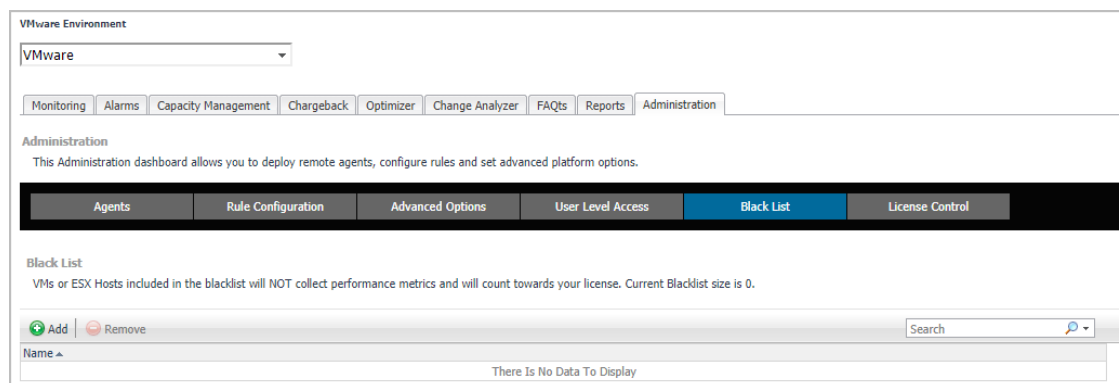 VMware Environment
VMware
Monitoring Alarms Capacity Management Chargeback Optimizer Change Analyzer FAQts Reports Administration
Administration
This Administration dashboard allows you to deploy remote agents, configure rules and set advanced platform options.
Agents Rule Configuration Advanced Options User Level Access Black List License Control
Black List
VMs or ESX Hosts included in the blacklist will NOT collect performance metrics and will count towards your license. Current Blacklist size is 0.
Add Remove Search
Name
There Is No Data To Display